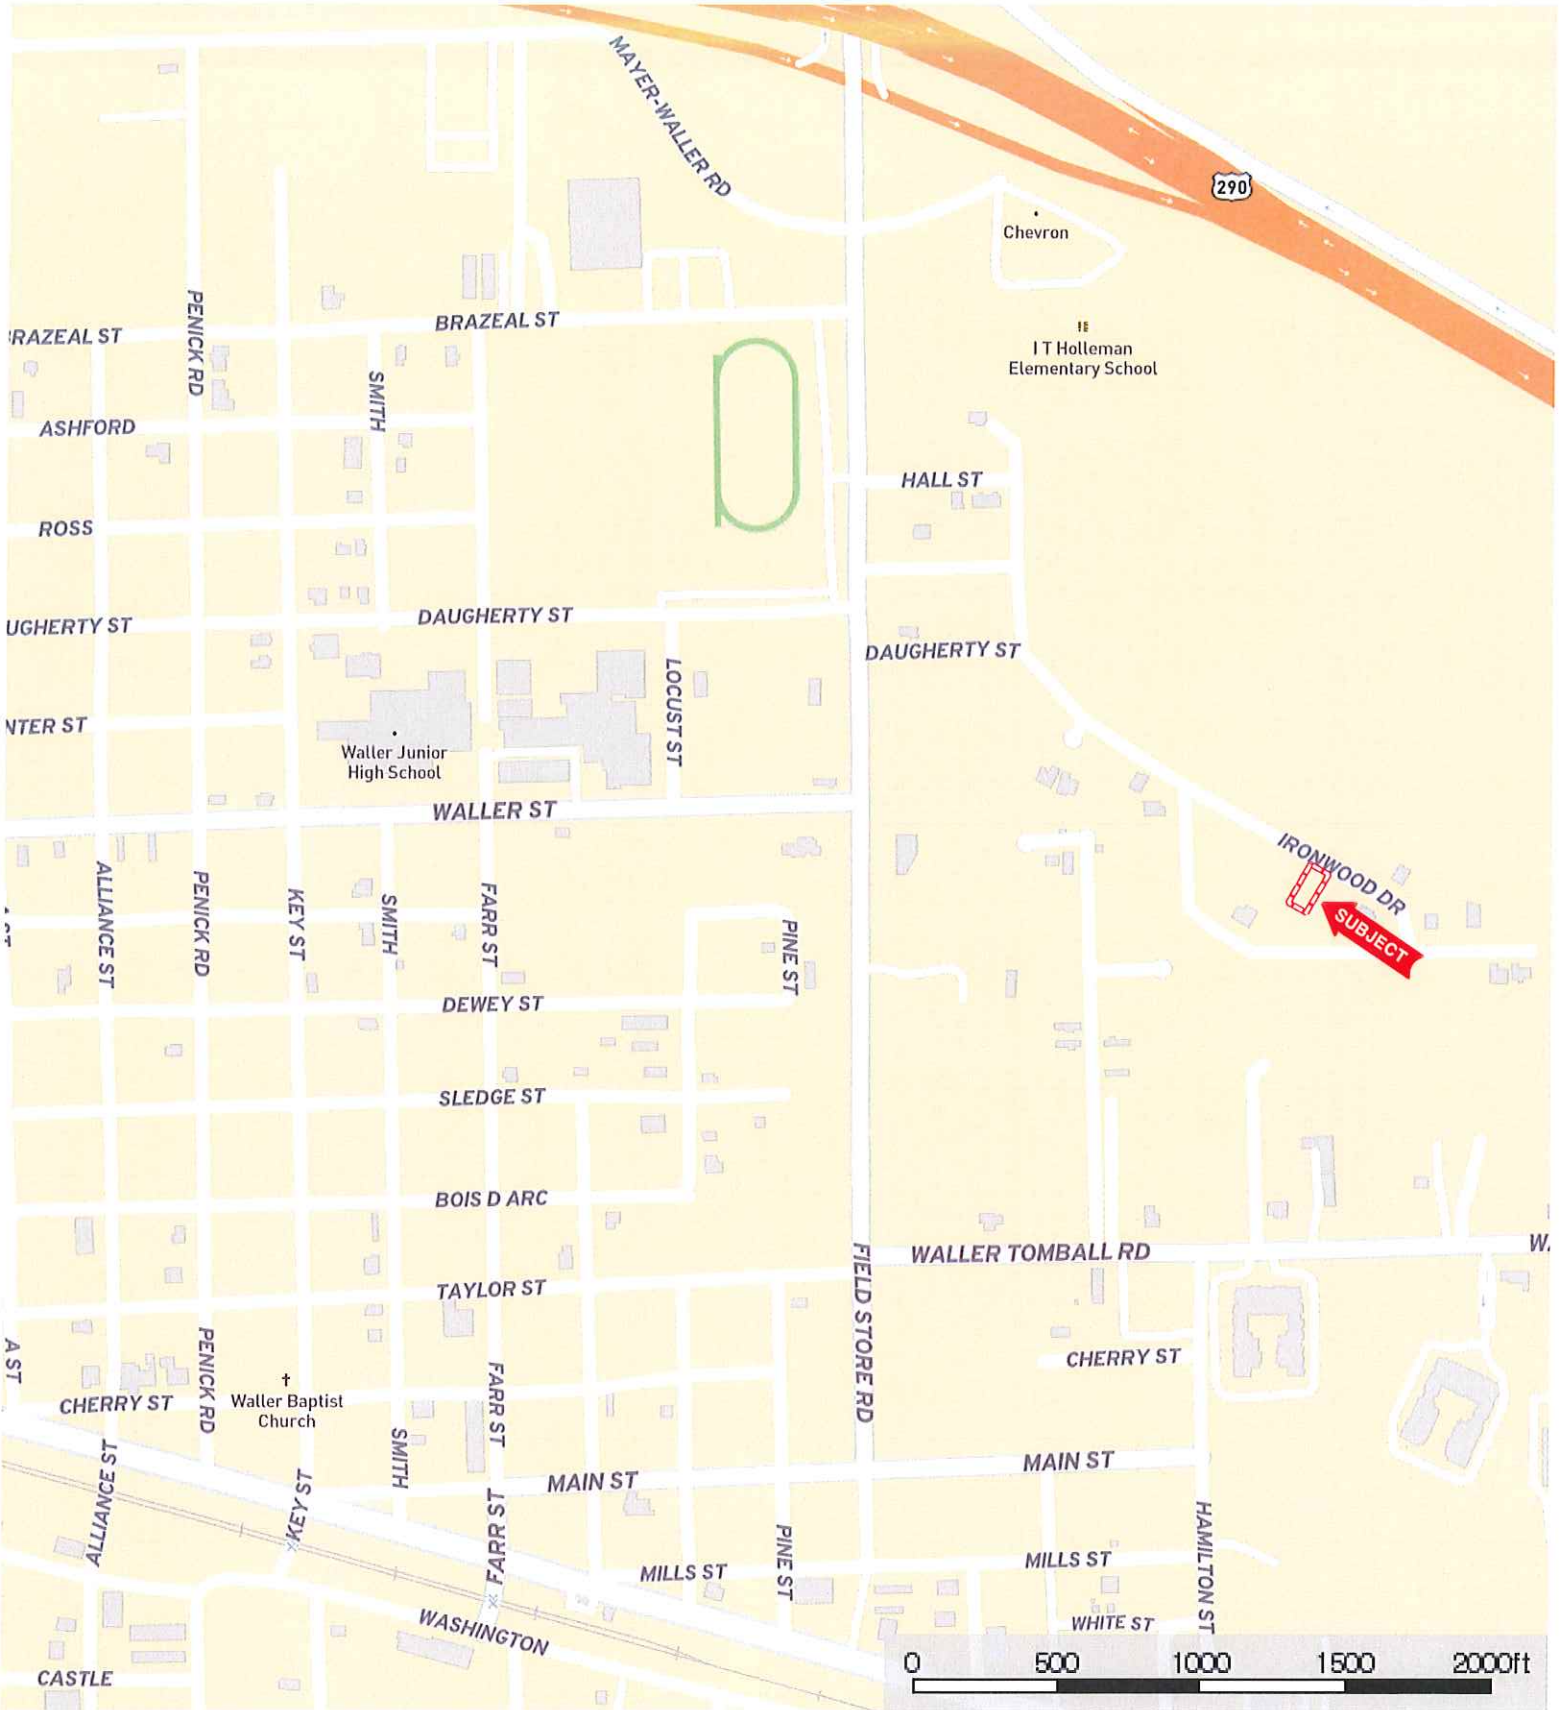 MAYER-WALLER RD
290
Chevron
PENICK RD
BRAZEAL ST
BRAZEAL ST
I T Holleman
Elementary School
SMITH
ASHFORD
HALL ST
ROSS
DAUGHERTY ST
UGHERTY ST
DAUGHERTY ST
LOCUST ST
NTER ST
Waller Junior
High School
WALLER ST
IRONWOOD DR
SUBJECT
ALLIANCE ST
PENICK RD
KEY ST
SMITH
FARR ST
PINE ST
DEWEY ST
SLEDGE ST
BOIS D ARC
WALLER TOMBALL RD
W
FIELD STORE RD
TAYLOR ST
A ST
PENICK RD
CHERRY ST
Waller Baptist
Church
FARR ST
CHERRY ST
SMITH
ALLIANCE ST
KEY ST
MAIN ST
MAIN ST
FARR ST
HAMILTON ST
PINE ST
MILLS ST
MILLS ST
WASHINGTON
WHITE ST
CASTLE
0 500 1000 1500 2000ft